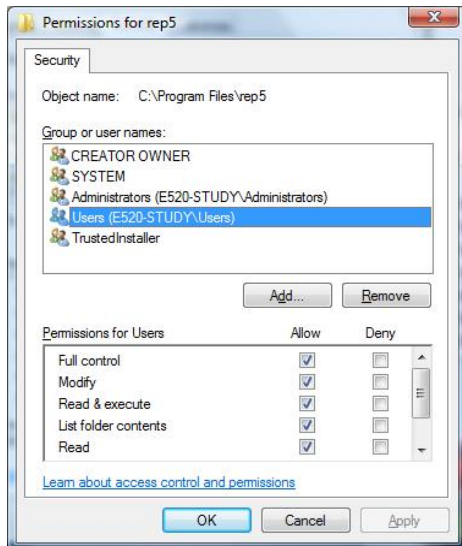 Permissions for rep5
Security
Object name: C:\Program Files\rep5
Group or user names:
CREATOR OWNER
SYSTEM
Administrators (E520-STUDY\Administrators)
Users (E520-STUDY\Users)
TrustedInstaller
Add... Remove
Permissions for Users Allow Deny
Full control
Modify
Read & execute
List folder contents
Read
Learn about access control and permissions
OK Cancel Apply